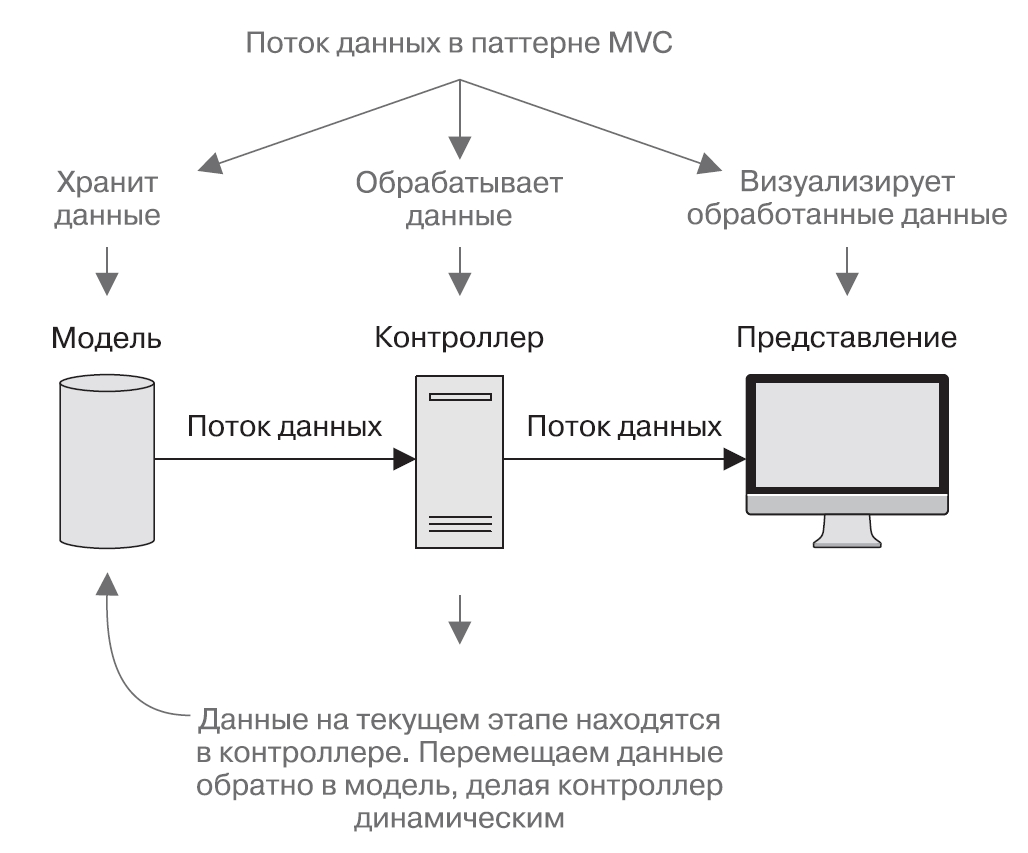 Поток данных в паттерне MVC
Хранит
данные
Обрабатывает
данные
Визуализирует
обработанные данные
Модель
Контроллер
Представление
Поток данных
Поток данных
Данные на текущем этапе находятся
в контроллере. Перемещаем данные
обратно в модель, делая контроллер
динамическим